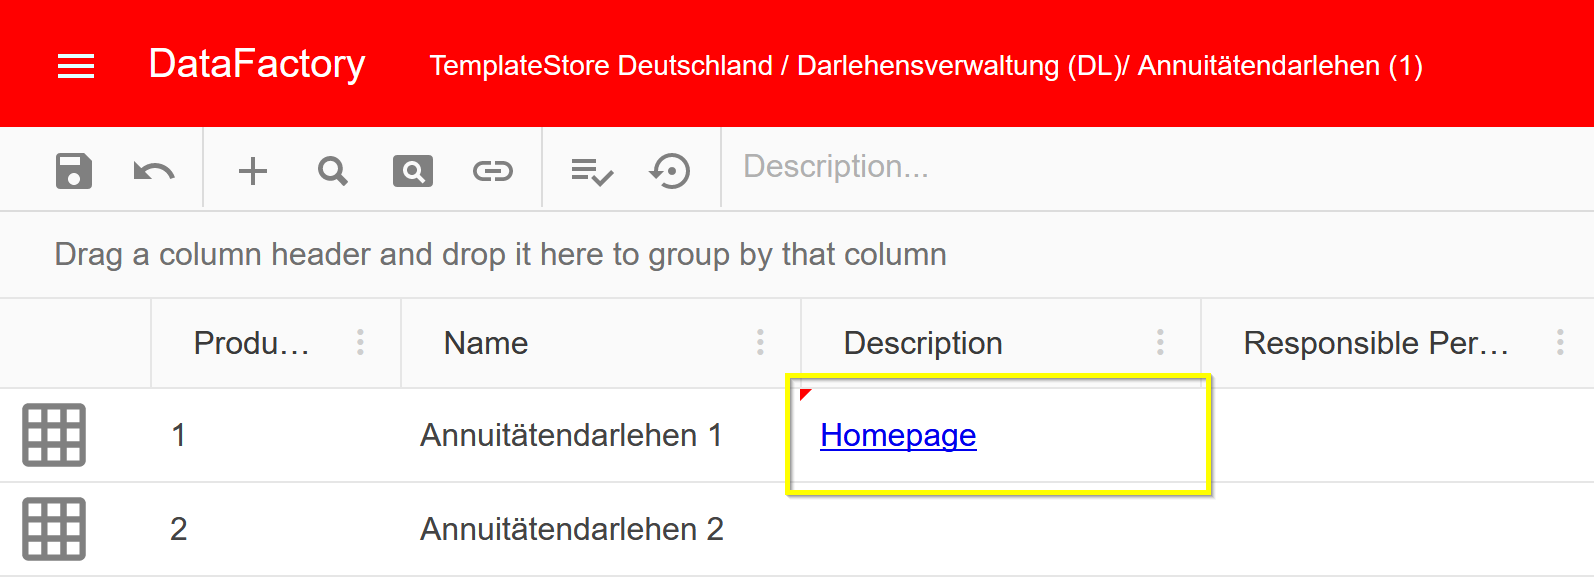 DataFactory TemplateStore Deutschland / Darlehensverwaltung (DL)/ Annuitätendarlehen (1)
Description...
Drag a column header and drop it here to group by that column
Produ... Name Description Responsible Per...
1 Annuitätendarlehen 1 Homepage
2 Annuitätendarlehen 2